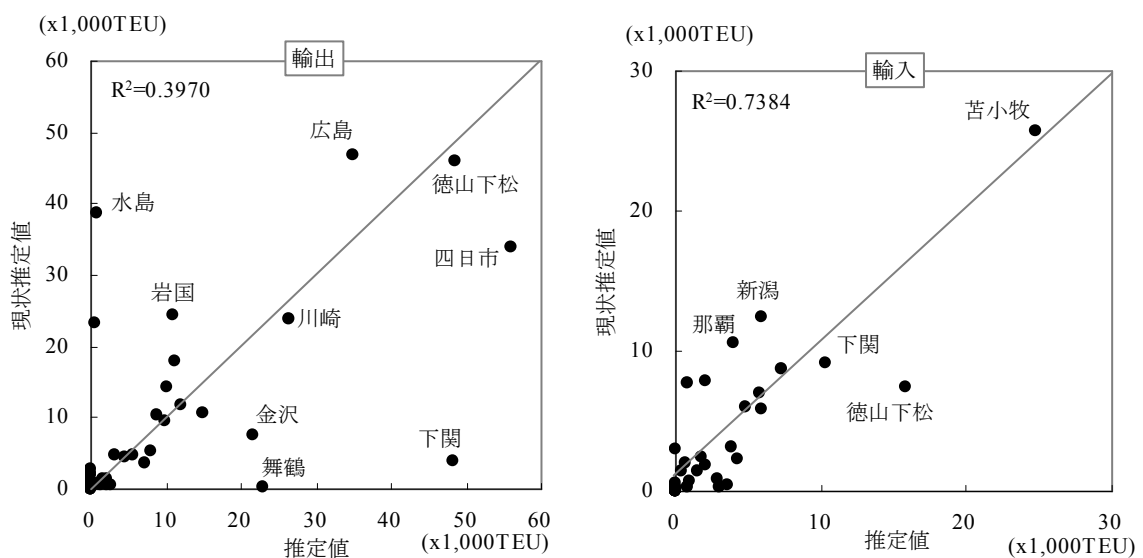 (x1,000TEU)
60
50
40
30
20
10
0
輸出
R²=0.3970
広島
徳山下松
水島
四日市
岩国
川崎
金沢
下関
舞鶴
現状推定値
0 10 20 30 40 50 60
推定値
(x1,000TEU)
(x1,000TEU)
30
20
10
0
輸入
R²=0.7384
苫小牧
新潟
那覇
下関
徳山下松
現状推定値
0 10 20 30
推定値
(x1,000TEU)